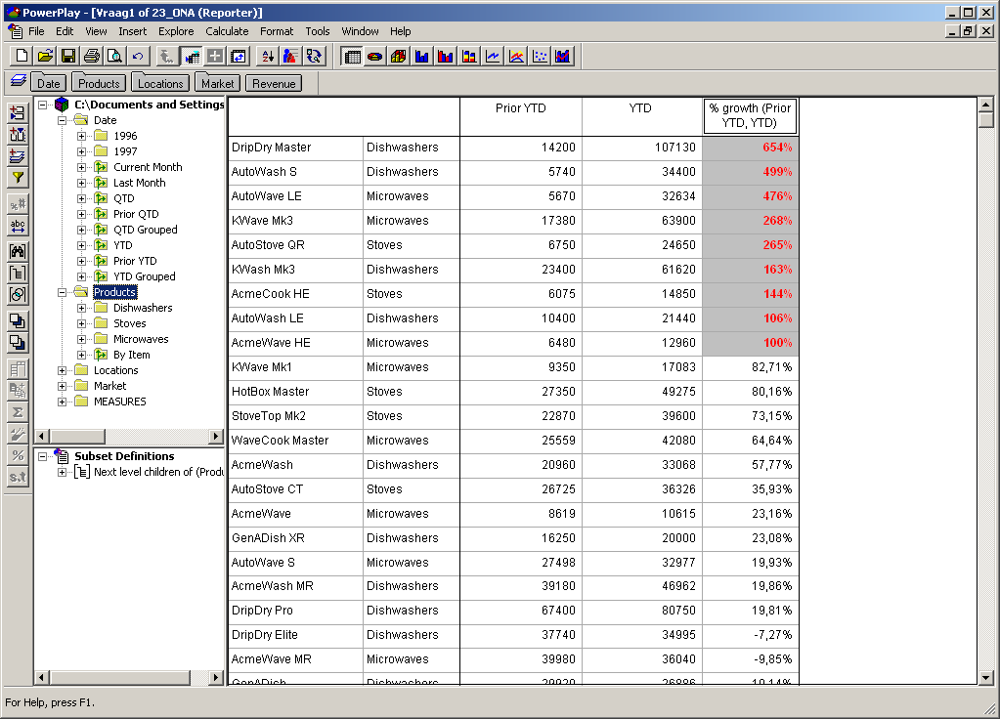 PowerPlay - [Vraag1 of 23_ONA (Reporter)]
File Edit View Insert Explore Calculate Format Tools Window Help
Date Products Locations Market Revenue
C:\Documents and Settings
Date
1996
1997
Current Month
Last Month
QTD
Prior QTD
QTD Grouped
YTD
Prior YTD
YTD Grouped
Products
Dishwashers
Stoves
Microwaves
By Item
Locations
Market
MEASURES
Subset Definitions
Next level children of (Produ
Prior YTD YTD % growth (Prior
YTD, YTD)
DripDry Master Dishwashers 14200 107130 654%
AutoWash S Dishwashers 5740 34400 499%
AutoWave LE Microwaves 5670 32634 476%
KWave Mk3 Microwaves 17380 63900 268%
AutoStove QR Stoves 6750 24650 265%
KWash Mk3 Dishwashers 23400 61620 163%
AcmeCook HE Stoves 6075 14850 144%
AutoWash LE Dishwashers 10400 21440 106%
AcmeWave HE Microwaves 6480 12960 100%
KWave Mk1 Microwaves 9350 17083 82,71%
HotBox Master Stoves 27350 49275 80,16%
StoveTop Mk2 Stoves 22870 39600 73,15%
WaveCook Master Microwaves 25559 42080 64,64%
AcmeWash Dishwashers 20960 33068 57,77%
AutoStove CT Stoves 26725 36326 35,93%
AcmeWave Microwaves 8619 10615 23,16%
GenADish XR Dishwashers 16250 20000 23,08%
AutoWave S Microwaves 27498 32977 19,93%
AcmeWash MR Dishwashers 39180 46962 19,86%
DripDry Pro Dishwashers 67400 80750 19,81%
DripDry Elite Dishwashers 37740 34995 -7,27%
AcmeWave MR Microwaves 39980 36040 -9,85%
GenADish Dishwashers
For Help, press F1.